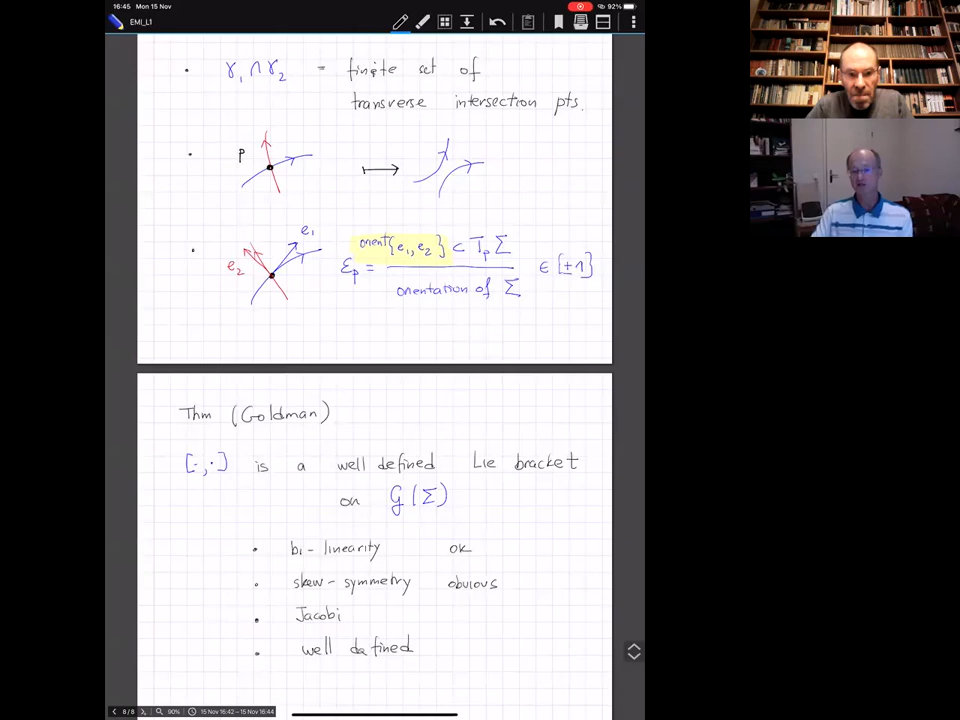 16:45 Mon 15 Nov
92%
EMI_L1
γ₁ ∩ γ₂ = finite set of
transverse intersection pts.
p ↦
e₁
e₂
ε_p = orient{e₁, e₂} ⊂ T_p Σ / orientation of Σ ∈ {±1}
Thm (Goldman)
[·,·] is a well defined Lie bracket
on G(Σ)
• bi-linearity ok
• skew-symmetry obvious
• Jacobi
• well defined
8/8
90%
15 Nov 16:42 – 15 Nov 16:44